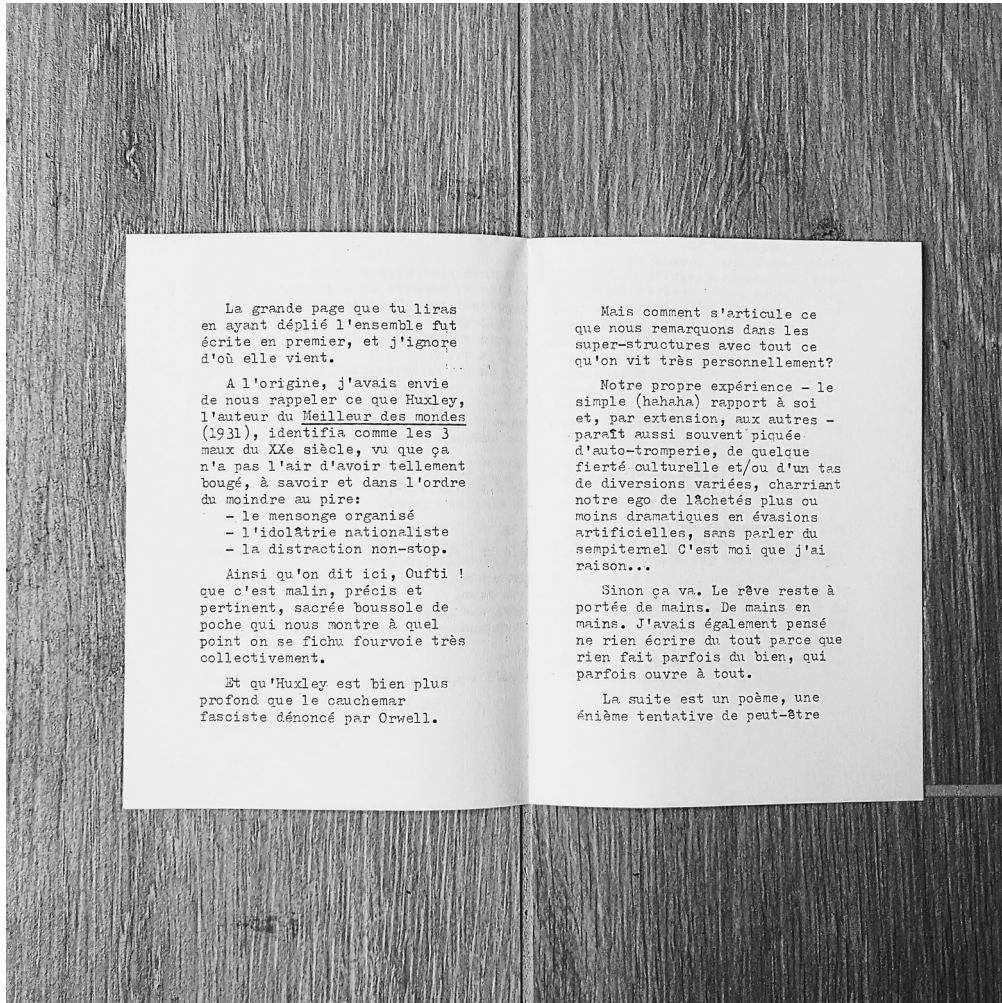 La grande page que tu liras
en ayant déplié l'ensemble fut
écrite en premier, et j'ignore
d'où elle vient.
A l'origine, j'avais envie
de nous rappeler ce que Huxley,
l'auteur du Meilleur des mondes
(1931), identifia comme les 3
maux du XXe siècle, vu que ça
n'a pas l'air d'avoir tellement
bougé, à savoir et dans l'ordre
du moindre au pire:
- le mensonge organisé
- l'idolâtrie nationaliste
- la distraction non-stop.
Ainsi qu'on dit ici, Oufti !
que c'est malin, précis et
pertinent, sacrée boussole de
poche qui nous montre à quel
point on se fichu fourvoie très
collectivement.
Et qu'Huxley est bien plus
profond que le cauchemar
fasciste dénoncé par Orwell.
Mais comment s'articule ce
que nous remarquons dans les
super-structures avec tout ce
qu'on vit très personnellement?
Notre propre expérience - le
simple (hahaha) rapport à soi
et, par extension, aux autres -
paraît aussi souvent piquée
d'auto-tromperie, de quelque
fierté culturelle et/ou d'un tas
de diversions variées, charriant
notre ego de lâchetés plus ou
moins dramatiques en évasions
artificielles, sans parler du
sempiternel C'est moi que j'ai
raison...
Sinon ça va. Le rêve reste à
portée de mains. De mains en
mains. J'avais également pensé
ne rien écrire du tout parce que
rien fait parfois du bien, qui
parfois ouvre à tout.
La suite est un poème, une
énième tentative de peut-être